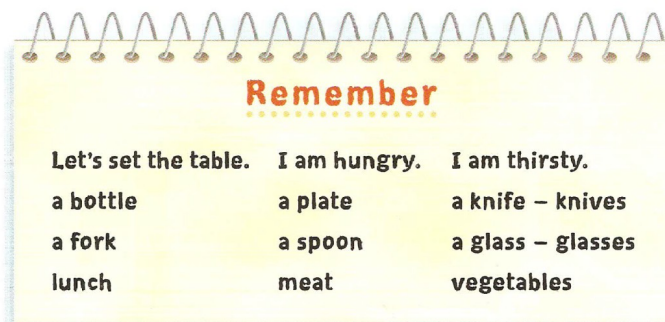 Remember
Let's set the table. I am hungry. I am thirsty.
a bottle a plate a knife – knives
a fork a spoon a glass – glasses
lunch meat vegetables